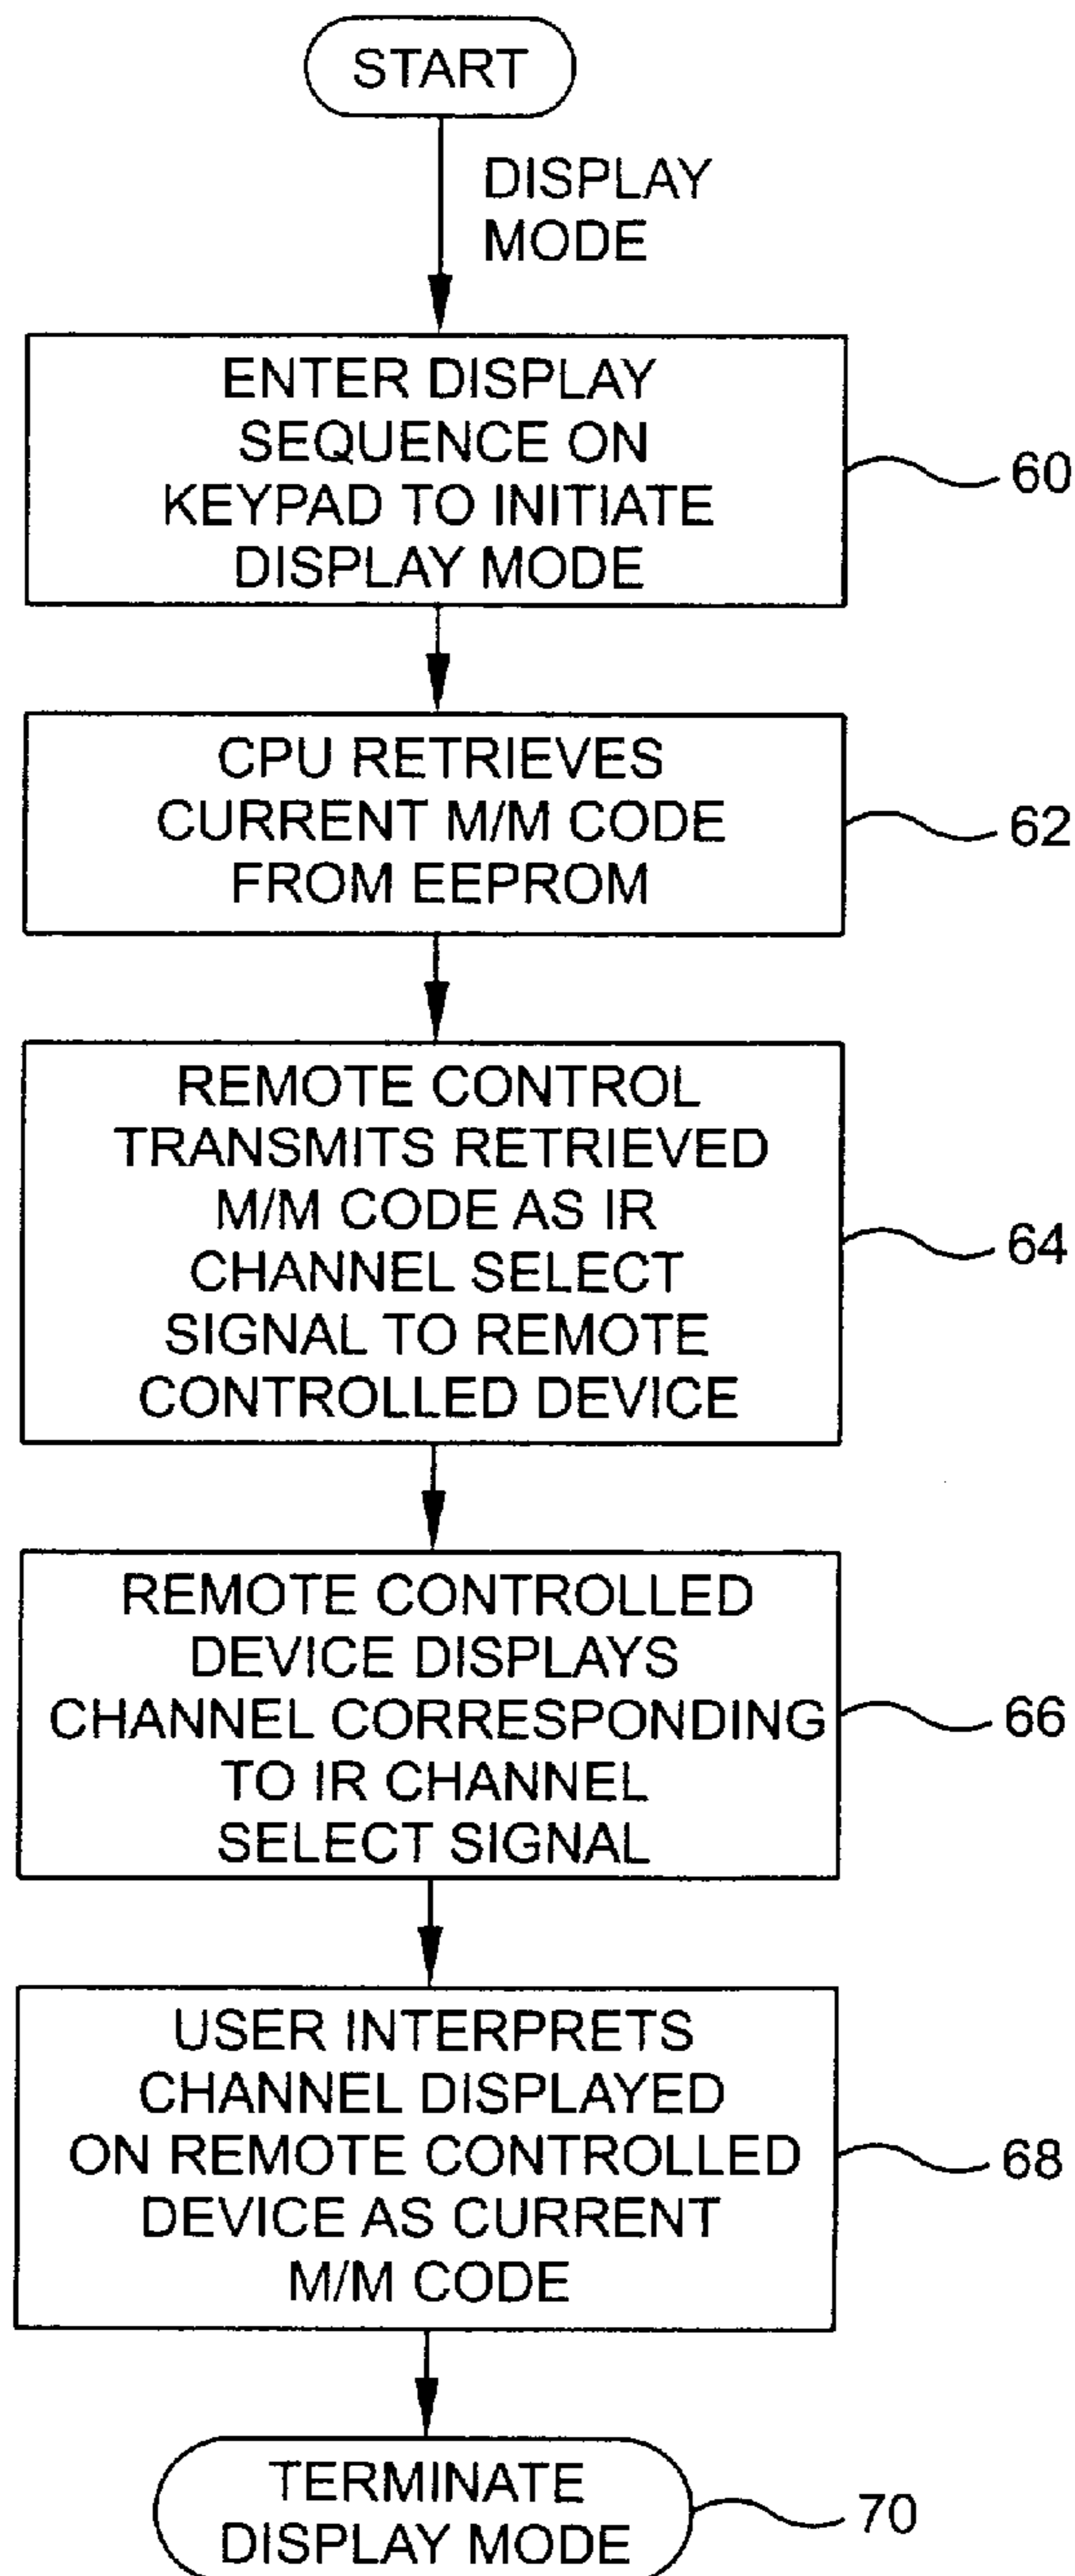 START
DISPLAY
MODE
ENTER DISPLAY
SEQUENCE ON
KEYPAD TO INITIATE
DISPLAY MODE
60
CPU RETRIEVES
CURRENT M/M CODE
FROM EEPROM
62
REMOTE CONTROL
TRANSMITS RETRIEVED
M/M CODE AS IR
CHANNEL SELECT
SIGNAL TO REMOTE
CONTROLLED DEVICE
64
REMOTE CONTROLLED
DEVICE DISPLAYS
CHANNEL CORRESPONDING
TO IR CHANNEL
SELECT SIGNAL
66
USER INTERPRETS
CHANNEL DISPLAYED
ON REMOTE CONTROLLED
DEVICE AS CURRENT
M/M CODE
68
TERMINATE
DISPLAY MODE
70